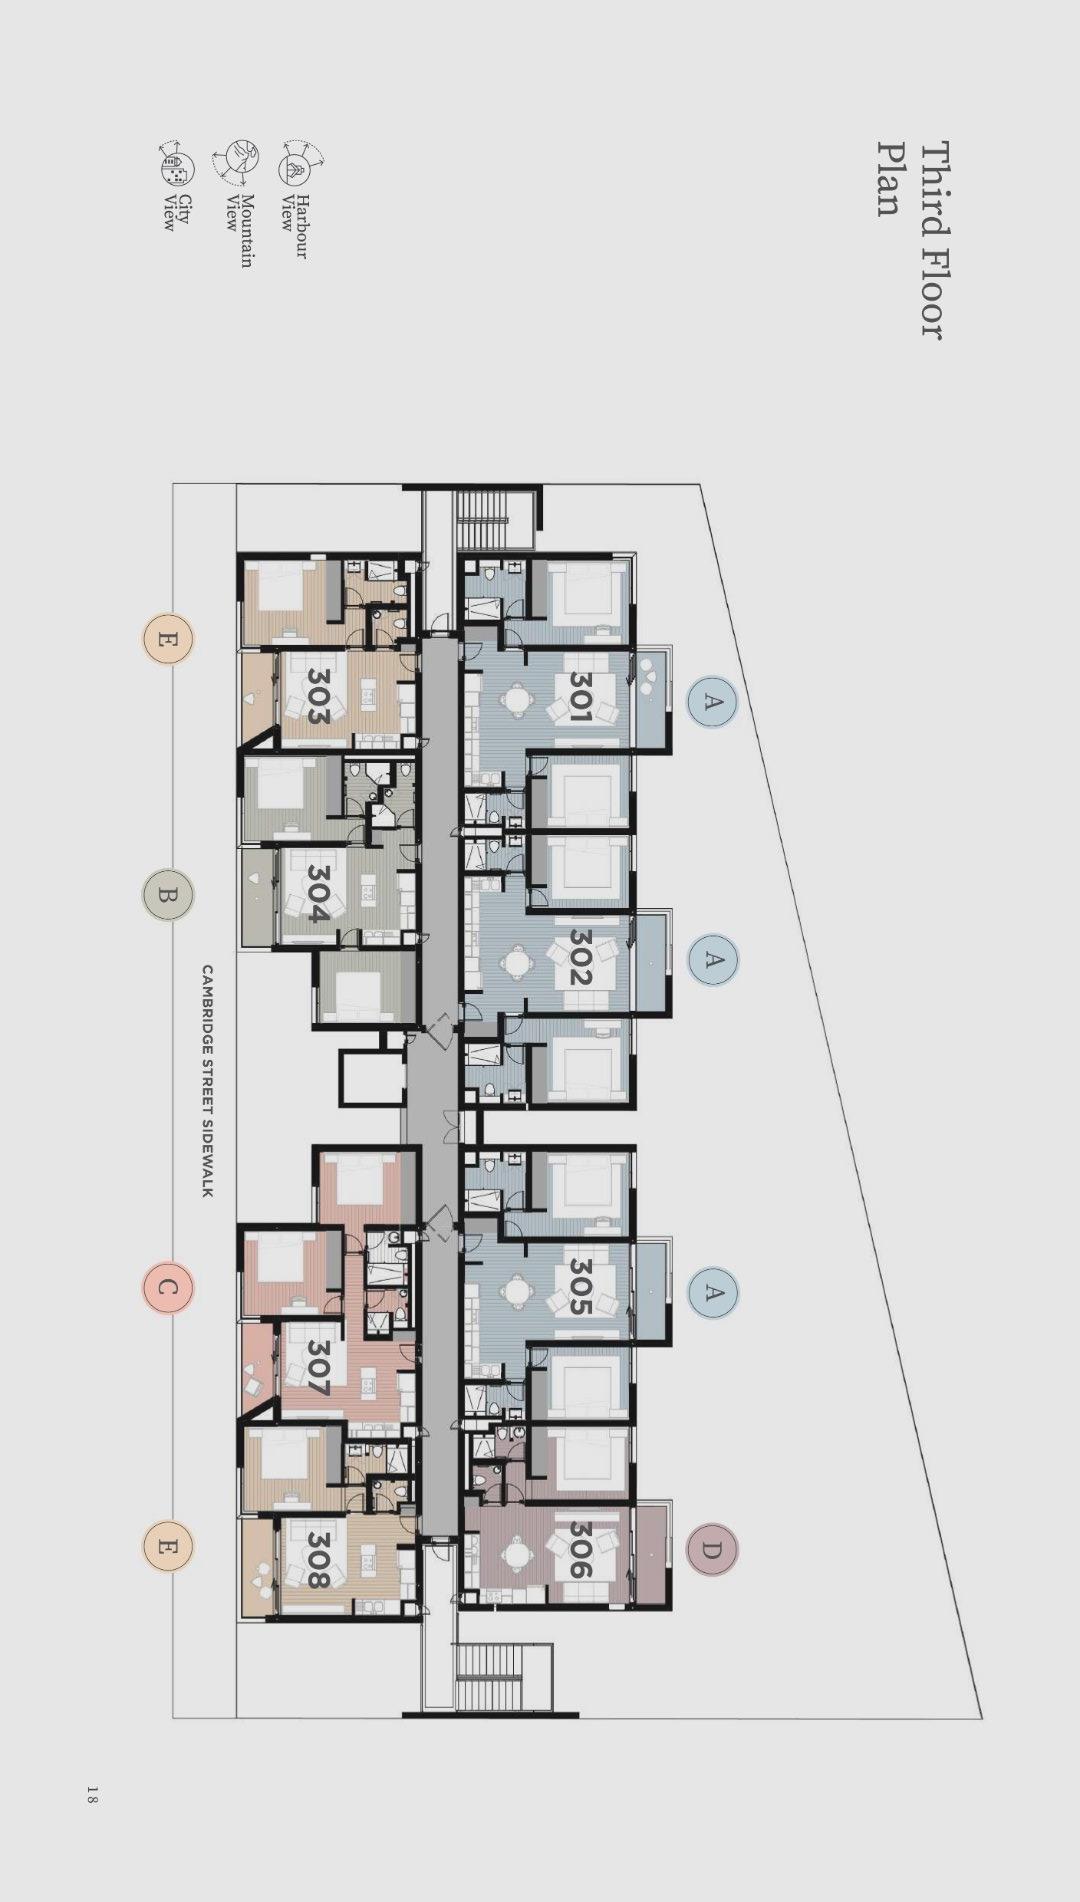 Third Floor
Plan
A
A
A
D
301
302
305
306
303
304
307
308
Harbour
View
Mountain
View
City
View
CAMBRIDGE STREET SIDEWALK
E
B
C
E
18